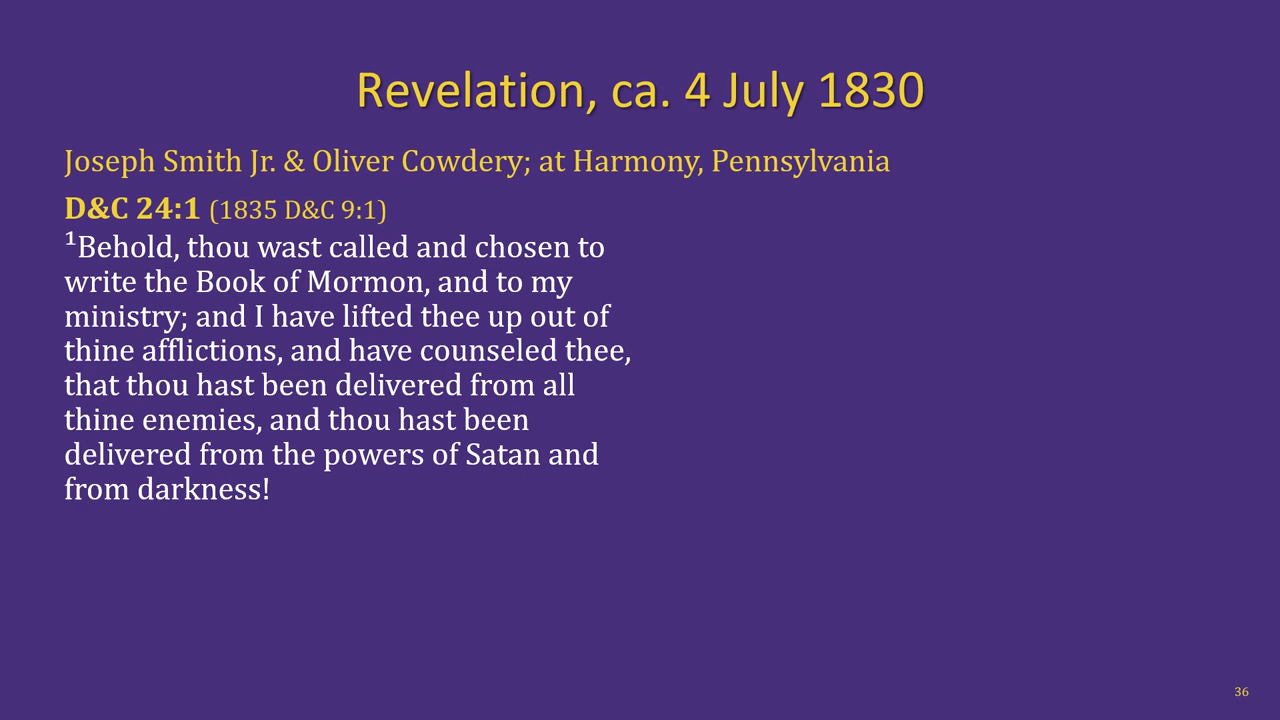 Revelation, ca. 4 July 1830
Joseph Smith Jr. & Oliver Cowdery; at Harmony, Pennsylvania
D&C 24:1 (1835 D&C 9:1)
¹Behold, thou wast called and chosen to
write the Book of Mormon, and to my
ministry; and I have lifted thee up out of
thine afflictions, and have counseled thee,
that thou hast been delivered from all
thine enemies, and thou hast been
delivered from the powers of Satan and
from darkness!
36